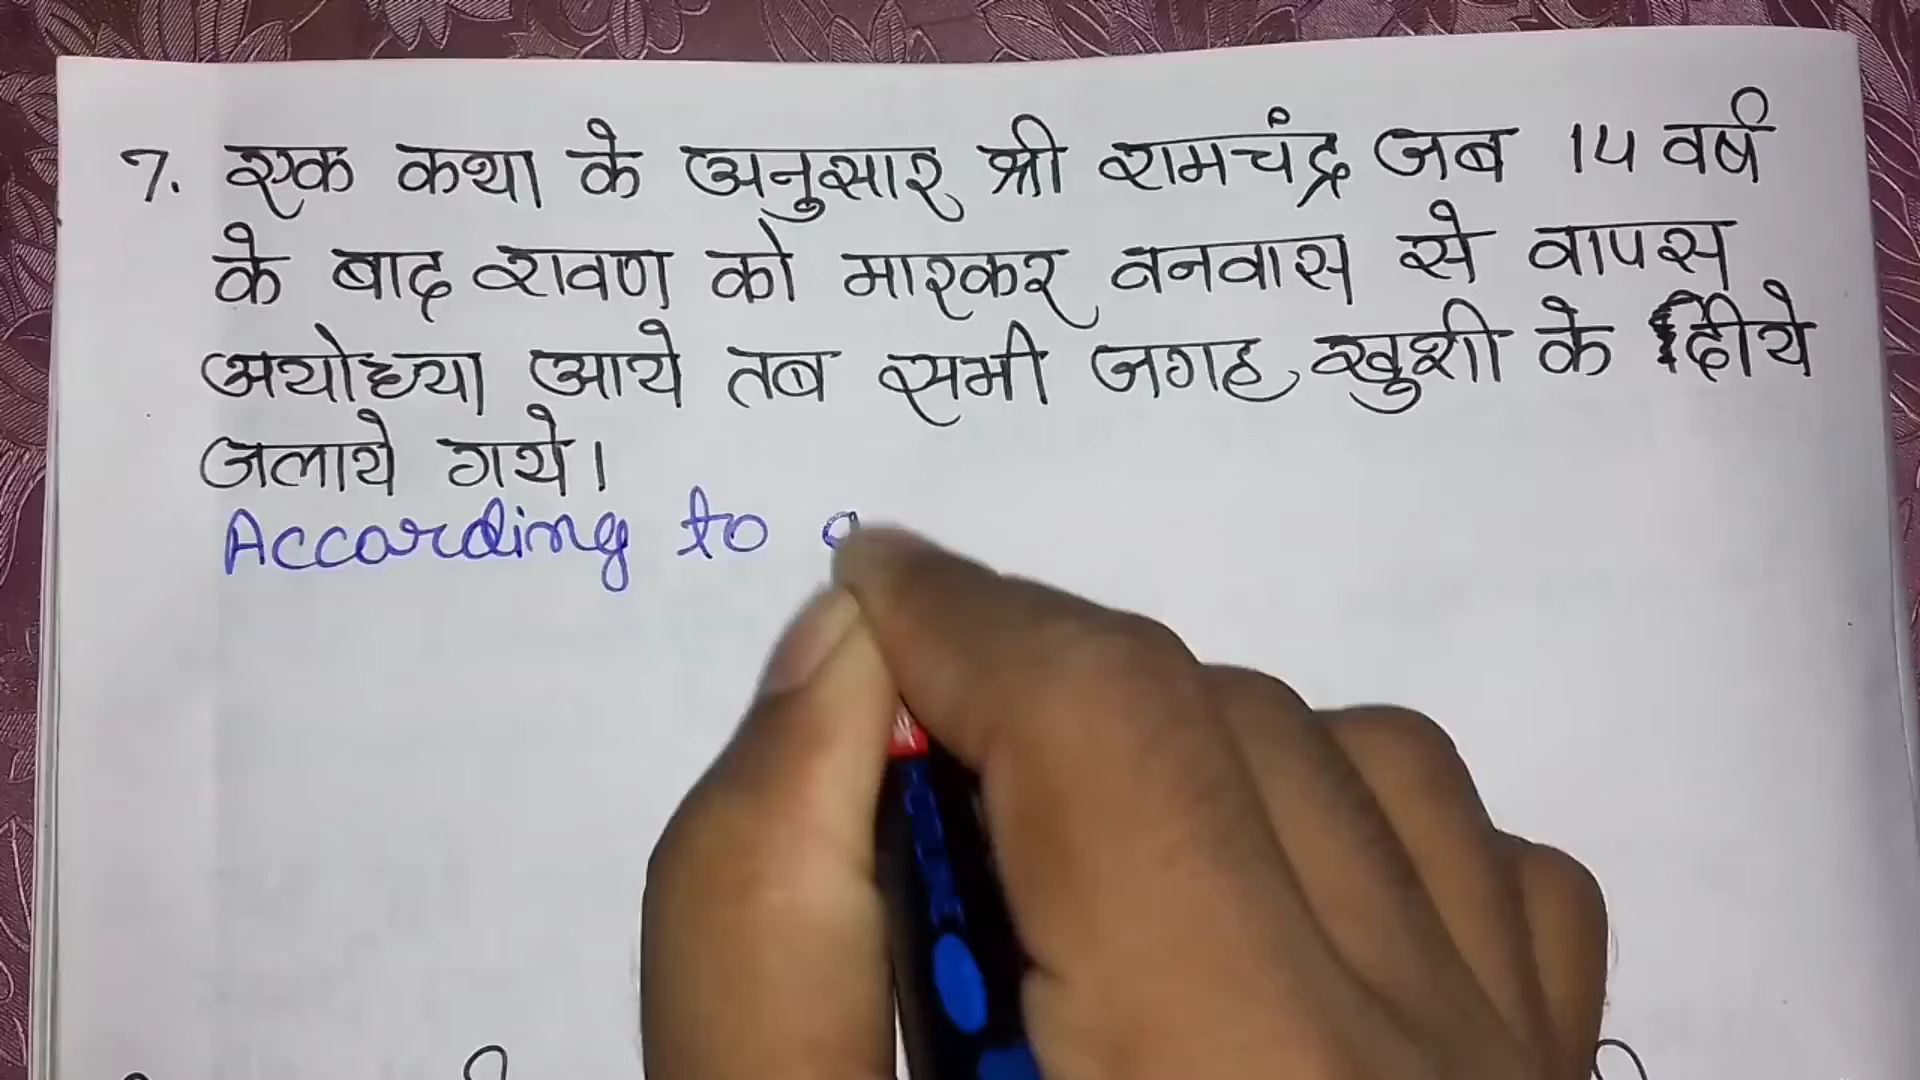 7. एक कथा के अनुसार श्री रामचंद्र जब 14 वर्ष
के बाद रावण को मारकर वनवास से वापस
अयोध्या आये तब सभी जगह खुशी के दीये
जलाये गये।
According to a